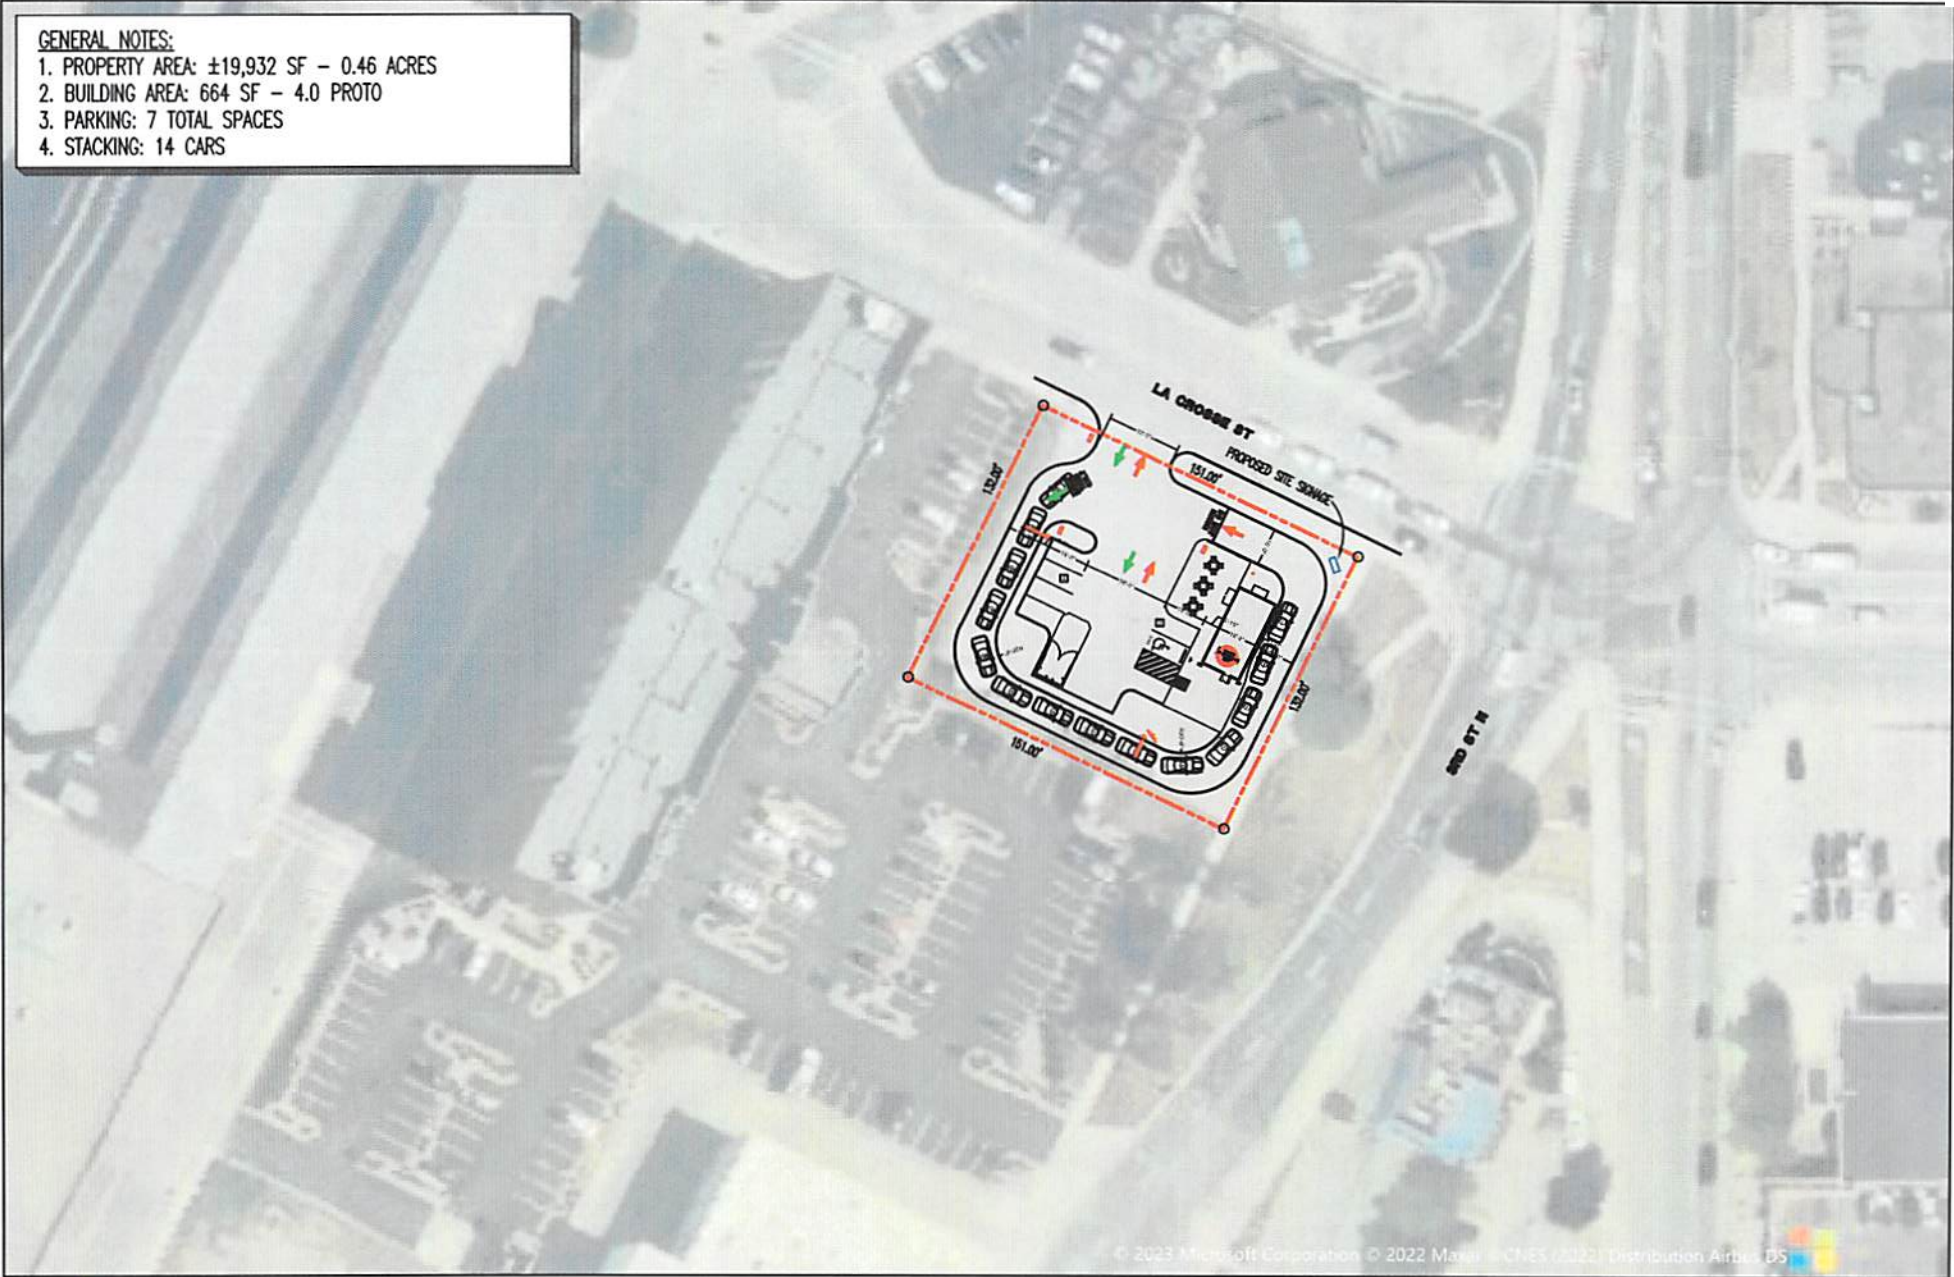 GENERAL NOTES:
1. PROPERTY AREA: ±19,932 SF - 0.46 ACRES
2. BUILDING AREA: 664 SF - 4.0 PROTO
3. PARKING: 7 TOTAL SPACES
4. STACKING: 14 CARS
LA CROSSE ST
PROPOSED SITE SIGNAGE
151.00'
132.00'
132.00'
151.00'
3RD ST N
© 2023 Microsoft Corporation © 2022 Maxar © CNES (2022) Distribution Airbus DS